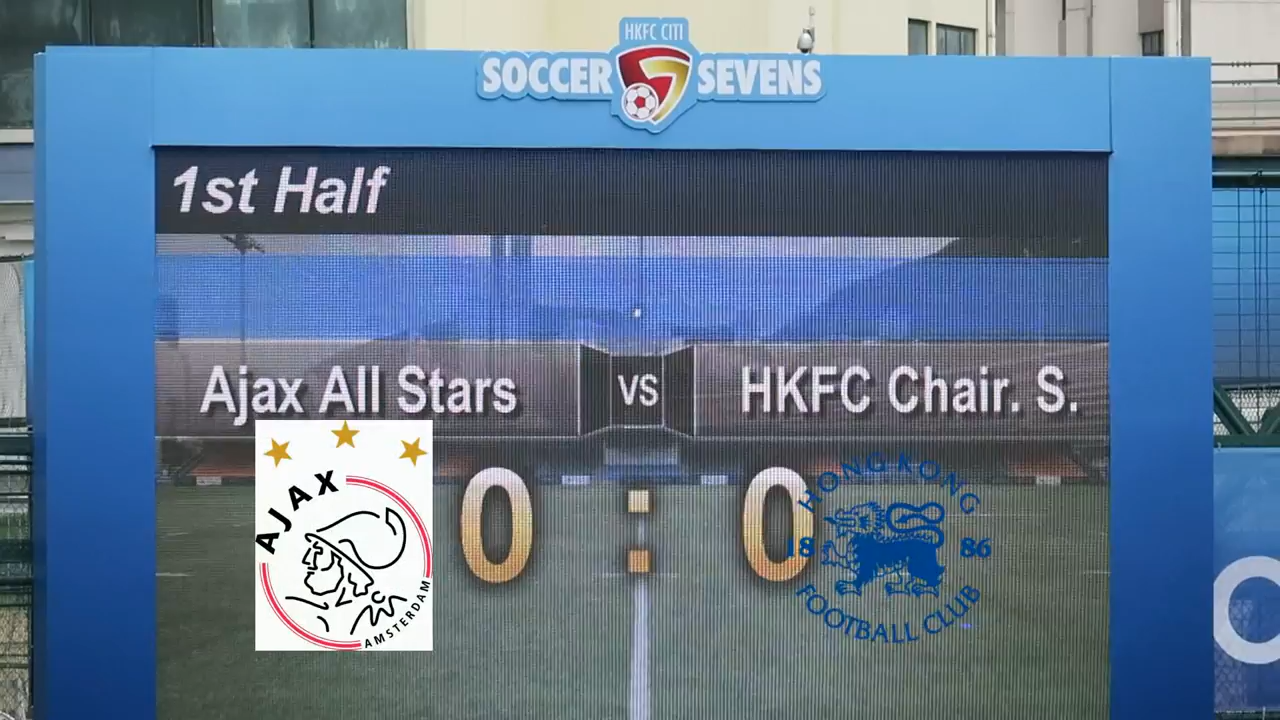 HKFC CITI
SOCCER 7 SEVENS
1st Half
Ajax All Stars VS HKFC Chair. S.
AJAX
AMSTERDAM
0 : 0
HONG KONG
18 86
FOOTBALL CLUB